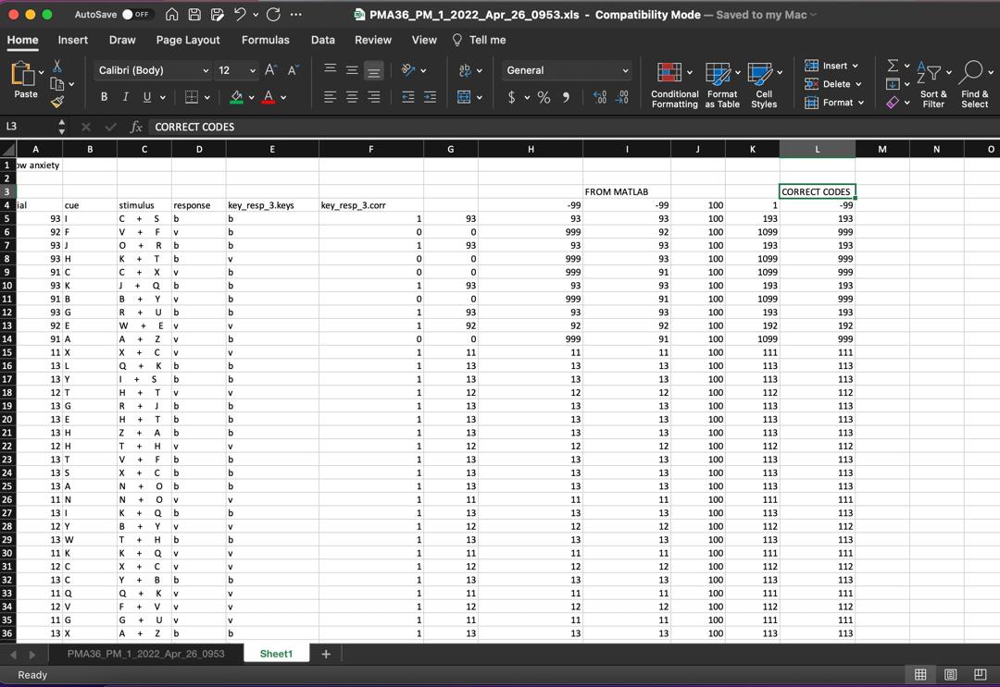 AutoSave OFF PMA36_PM_1_2022_Apr_26_0953.xls - Compatibility Mode — Saved to my Mac
Home Insert Draw Page Layout Formulas Data Review View Tell me
Paste Calibri (Body) 12 A A ab General Insert Delete Format
B I U A $ % Conditional Formatting Format as Table Cell Styles Sort & Filter Find & Select
L3 fx CORRECT CODES
A B C D E F G H I J K L M N O
1 ow anxiety
2
3 FROM MATLAB CORRECT CODES
4 ial cue stimulus response key_resp_3.keys key_resp_3.corr -99 -99 100 1 -99
5 93 I C + S b b 1 93 93 93 100 193 193
6 92 F V + F v b 0 0 999 92 100 1099 999
7 93 J O + R b b 1 93 93 93 100 193 193
8 93 H K + T b v 0 0 999 93 100 1099 999
9 91 C C + X v b 0 0 999 91 100 1099 999
10 93 K J + Q b b 1 93 93 93 100 193 193
11 91 B B + Y v b 0 0 999 91 100 1099 999
12 93 G R + U b b 1 93 93 93 100 193 193
13 92 E W + E v v 1 92 92 92 100 192 192
14 91 A A + Z v b 0 0 999 91 100 1099 999
15 11 X X + C v v 1 11 11 11 100 111 111
16 13 L Q + K b b 1 13 13 13 100 113 113
17 13 Y I + S b b 1 13 13 13 100 113 113
18 12 T H + T v v 1 12 12 12 100 112 112
19 13 G R + J b b 1 13 13 13 100 113 113
20 13 E H + T b b 1 13 13 13 100 113 113
21 13 H Z + A b b 1 13 13 13 100 113 113
22 12 H T + H v v 1 12 12 12 100 112 112
23 13 T V + F b b 1 13 13 13 100 113 113
24 13 S X + C b b 1 13 13 13 100 113 113
25 13 A N + O b b 1 13 13 13 100 113 113
26 11 N N + O v v 1 11 11 11 100 111 111
27 13 I K + Q b b 1 13 13 13 100 113 113
28 12 Y B + Y v v 1 12 12 12 100 112 112
29 13 W T + H b b 1 13 13 13 100 113 113
30 11 K K + Q v v 1 11 11 11 100 111 111
31 12 C X + C v v 1 12 12 12 100 112 112
32 13 C Y + B b b 1 13 13 13 100 113 113
33 11 Q Q + K v v 1 11 11 11 100 111 111
34 12 V F + V v v 1 12 12 12 100 112 112
35 11 G G + U v v 1 11 11 11 100 111 111
36 13 X A + Z b b 1 13 13 13 100 113 113
PMA36_PM_1_2022_Apr_26_0953 Sheet1 +
Ready